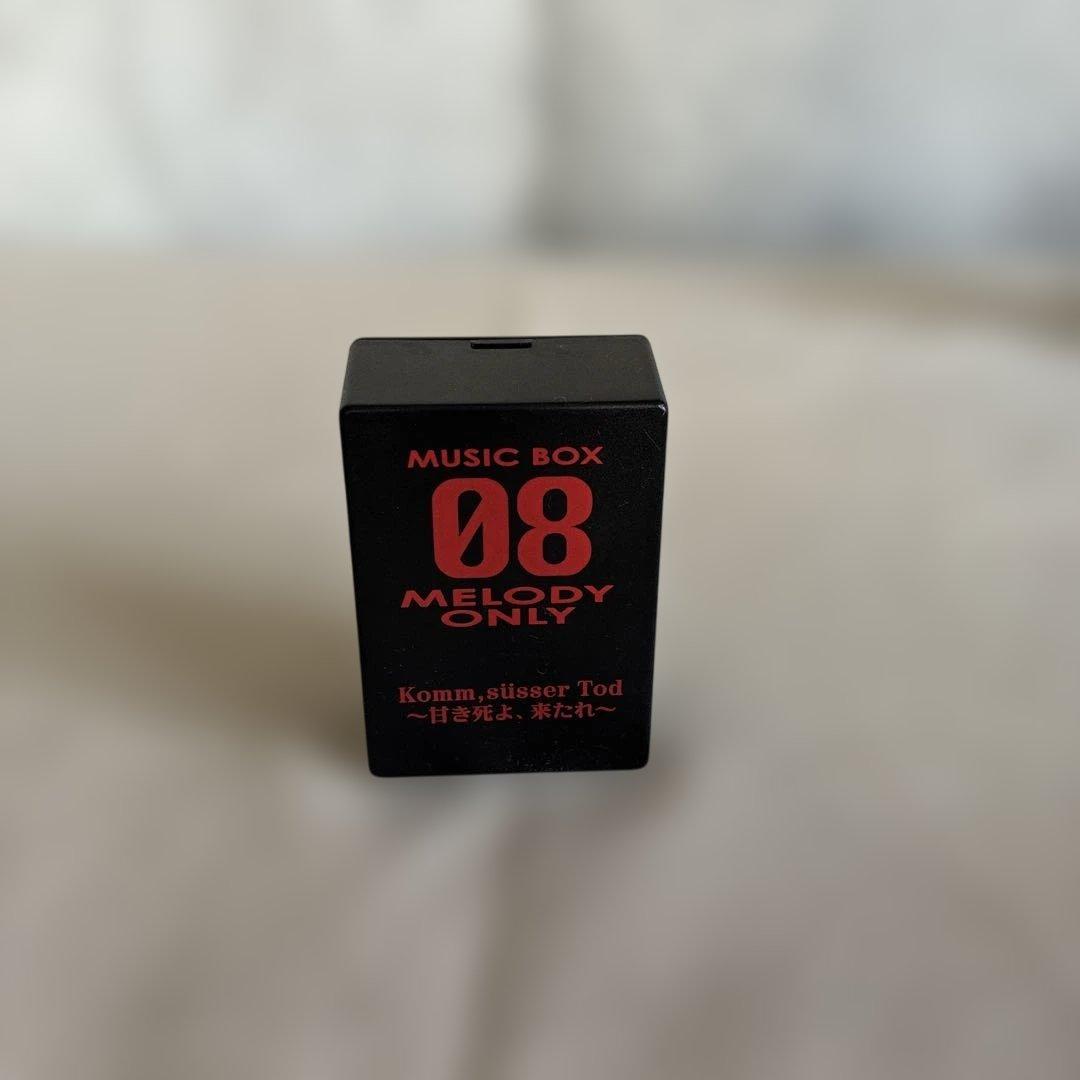 MUSIC BOX
08
MELODY
ONLY
Komm,süsser Tod
～甘き死よ、来たれ～